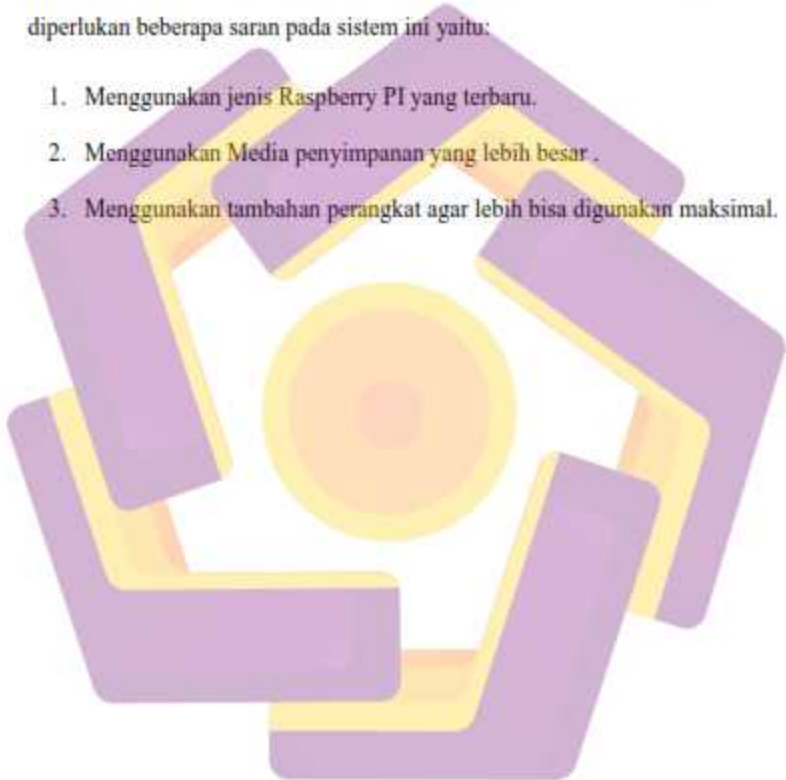 diperlukan beberapa saran pada sistem ini yaitu:
1. Menggunakan jenis Raspberry PI yang terbaru.
2. Menggunakan Media penyimpanan yang lebih besar .
3. Menggunakan tambahan perangkat agar lebih bisa digunakan maksimal.